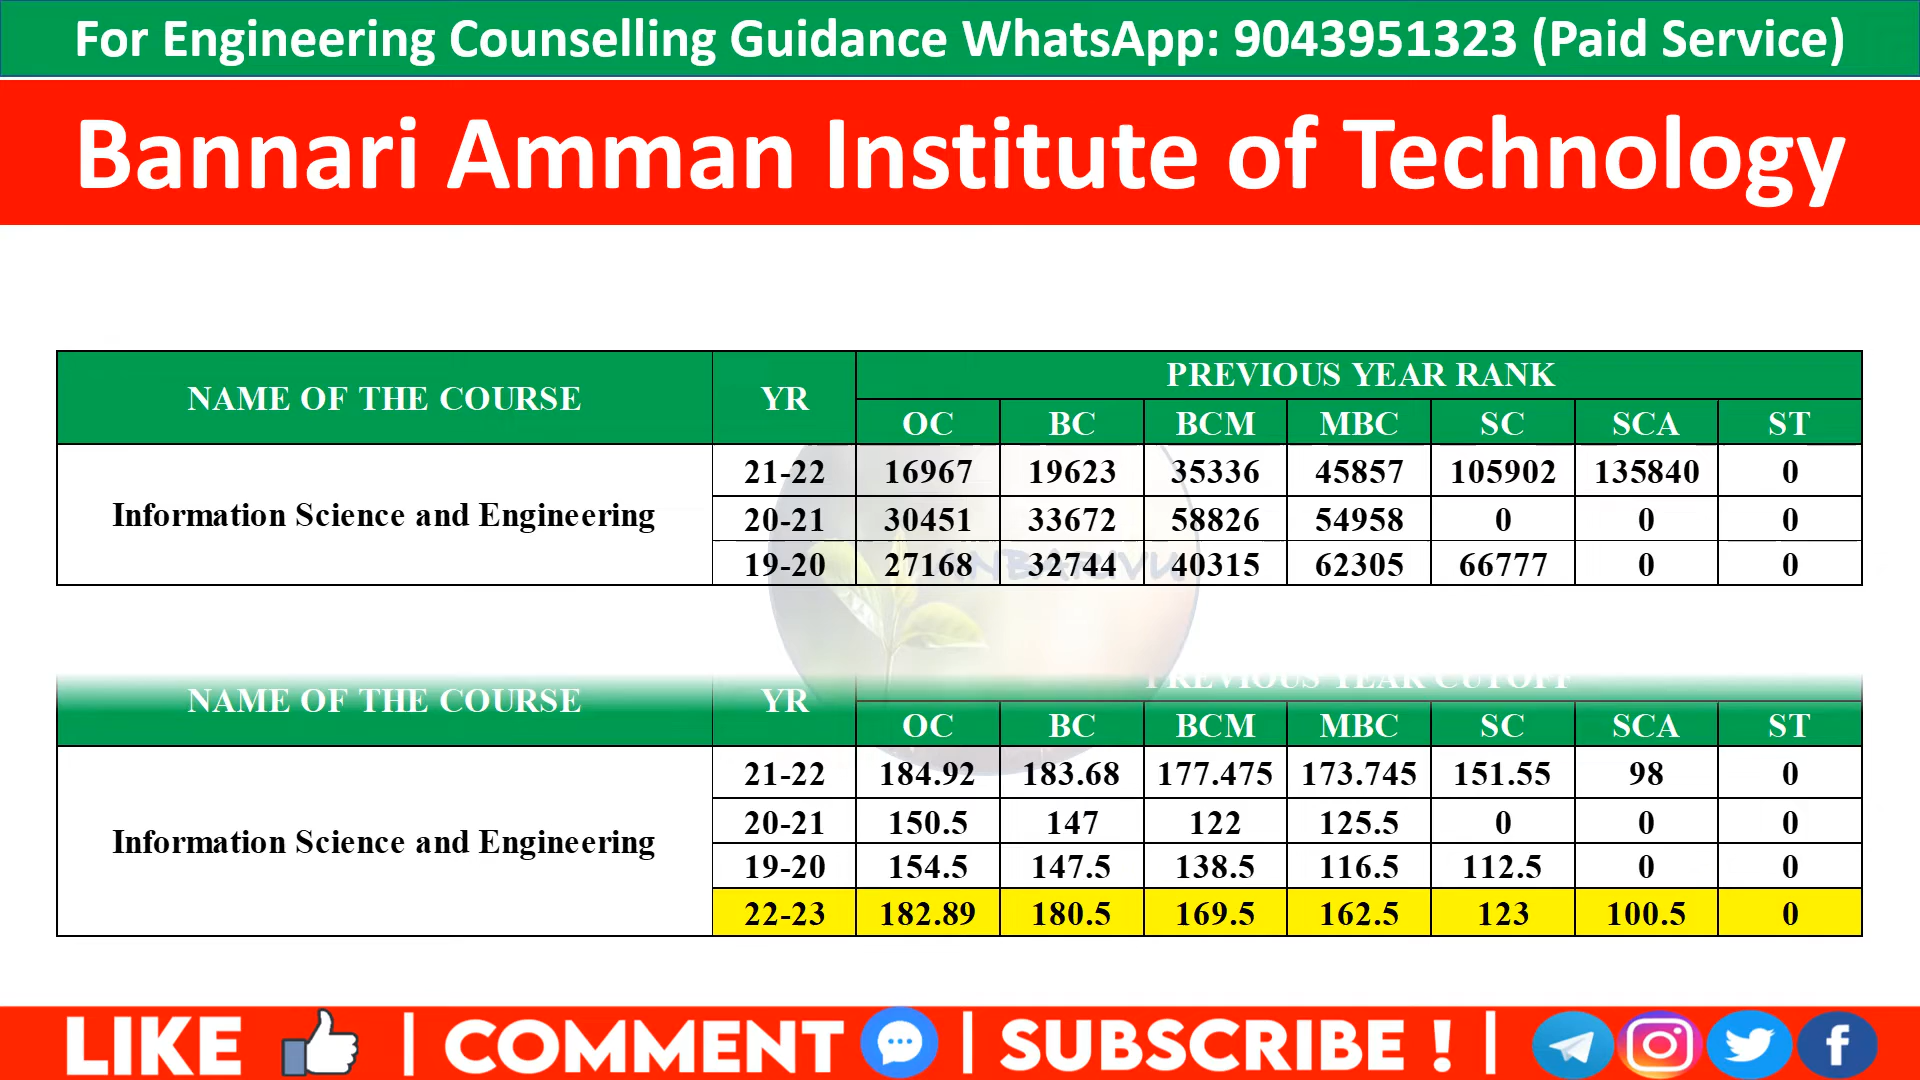 For Engineering Counselling Guidance WhatsApp: 9043951323 (Paid Service)
Bannari Amman Institute of Technology
NAME OF THE COURSE YR PREVIOUS YEAR RANK
OC BC BCM MBC SC SCA ST
Information Science and Engineering
21-22 16967 19623 35336 45857 105902 135840 0
20-21 30451 33672 58826 54958 0 0 0
19-20 27168 32744 40315 62305 66777 0 0
INBARIVU
NAME OF THE COURSE YR PREVIOUS YEAR CUTOFF
OC BC BCM MBC SC SCA ST
Information Science and Engineering
21-22 184.92 183.68 177.475 173.745 151.55 98 0
20-21 150.5 147 122 125.5 0 0 0
19-20 154.5 147.5 138.5 116.5 112.5 0 0
22-23 182.89 180.5 169.5 162.5 123 100.5 0
LIKE | COMMENT | SUBSCRIBE ! |